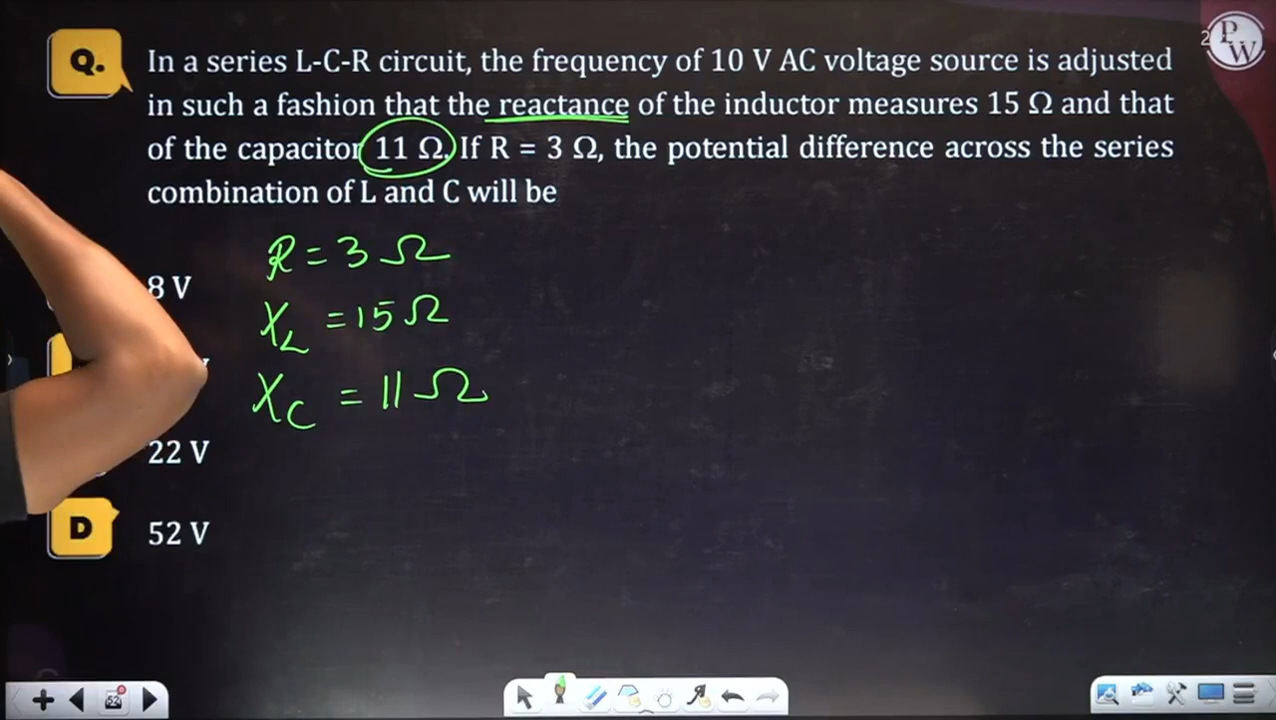 Q.
In a series L-C-R circuit, the frequency of 10 V AC voltage source is adjusted
in such a fashion that the reactance of the inductor measures 15 Ω and that
of the capacitor 11 Ω. If R = 3 Ω, the potential difference across the series
combination of L and C will be
R = 3 Ω
8 V
X_L = 15 Ω
X_C = 11 Ω
22 V
D 52 V
PW